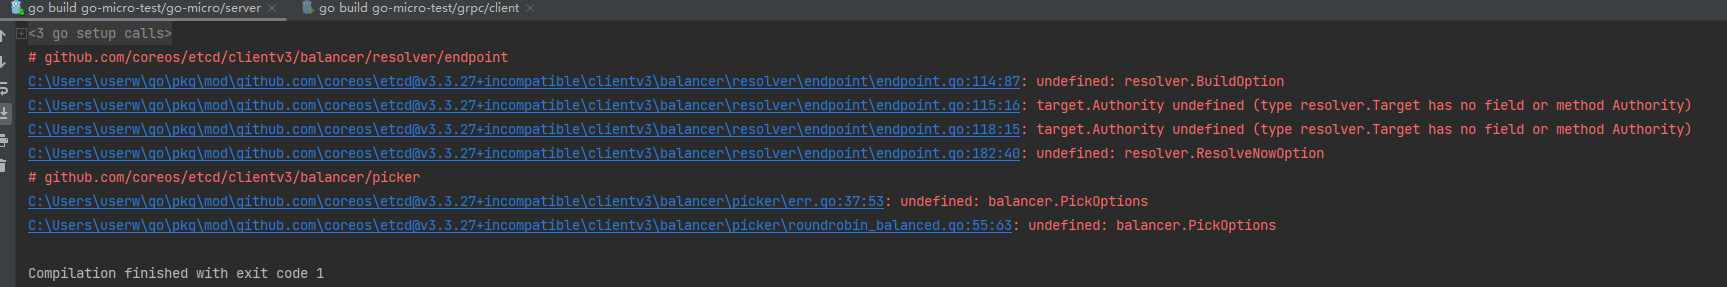 go build go-micro-test/go-micro/server × go build go-micro-test/grpc/client ×
<3 go setup calls>
# github.com/coreos/etcd/clientv3/balancer/resolver/endpoint
C:\Users\userw\go\pkg\mod\github.com\coreos\etcd@v3.3.27+incompatible\clientv3\balancer\resolver\endpoint\endpoint.go:114:87: undefined: resolver.BuildOption
C:\Users\userw\go\pkg\mod\github.com\coreos\etcd@v3.3.27+incompatible\clientv3\balancer\resolver\endpoint\endpoint.go:115:16: target.Authority undefined (type resolver.Target has no field or method Authority)
C:\Users\userw\go\pkg\mod\github.com\coreos\etcd@v3.3.27+incompatible\clientv3\balancer\resolver\endpoint\endpoint.go:118:15: target.Authority undefined (type resolver.Target has no field or method Authority)
C:\Users\userw\go\pkg\mod\github.com\coreos\etcd@v3.3.27+incompatible\clientv3\balancer\resolver\endpoint\endpoint.go:182:40: undefined: resolver.ResolveNowOption
# github.com/coreos/etcd/clientv3/balancer/picker
C:\Users\userw\go\pkg\mod\github.com\coreos\etcd@v3.3.27+incompatible\clientv3\balancer\picker\err.go:37:53: undefined: balancer.PickOptions
C:\Users\userw\go\pkg\mod\github.com\coreos\etcd@v3.3.27+incompatible\clientv3\balancer\picker\roundrobin_balanced.go:55:63: undefined: balancer.PickOptions
Compilation finished with exit code 1